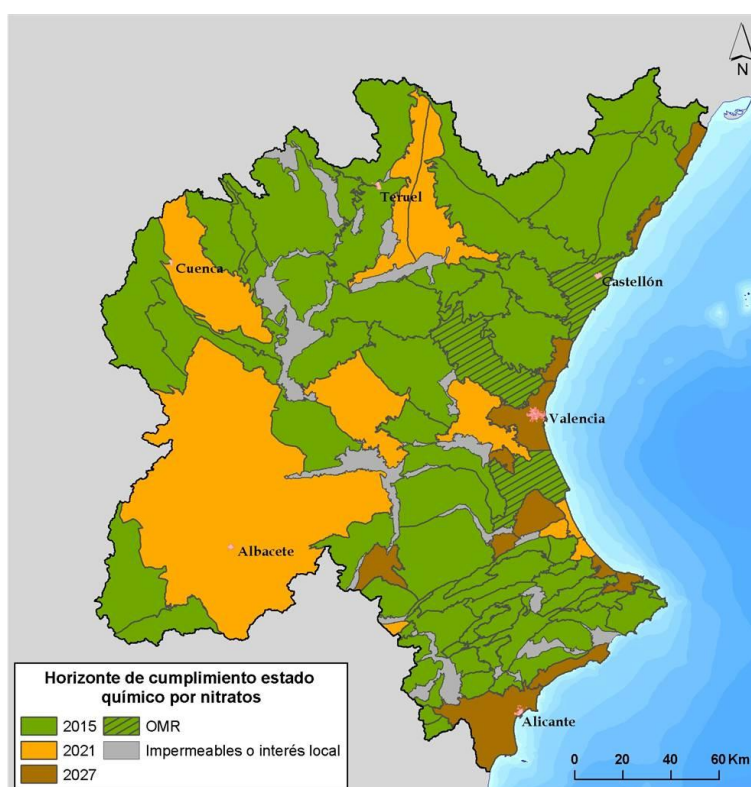 N
Teruel
Cuenca
Castellón
Valencia
Albacete
Alicante
Horizonte de cumplimiento estado
químico por nitratos
2015 OMR
2021 Impermeables o interés local
2027
0 20 40 60 Km